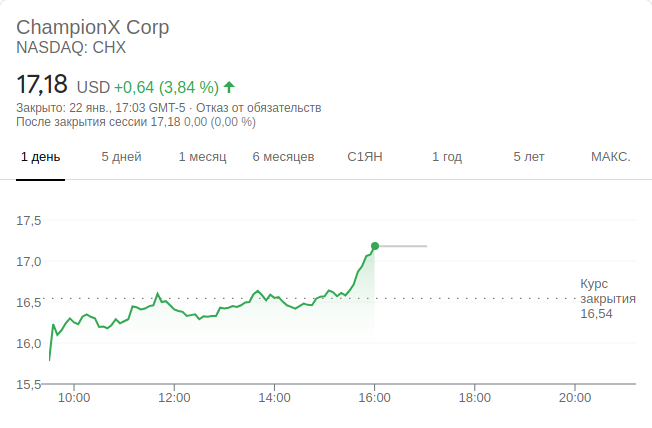 ChampionX Corp
NASDAQ: CHX
17,18 USD +0,64 (3,84 %)
Закрыто: 22 янв., 17:03 GMT-5 · Отказ от обязательств
После закрытия сессии 17,18 0,00 (0,00 %)
1 день 5 дней 1 месяц 6 месяцев С1ЯН 1 год 5 лет МАКС.
17,5
17,0
16,5
16,0
15,5
Курс
закрытия
16,54
10:00 12:00 14:00 16:00 18:00 20:00